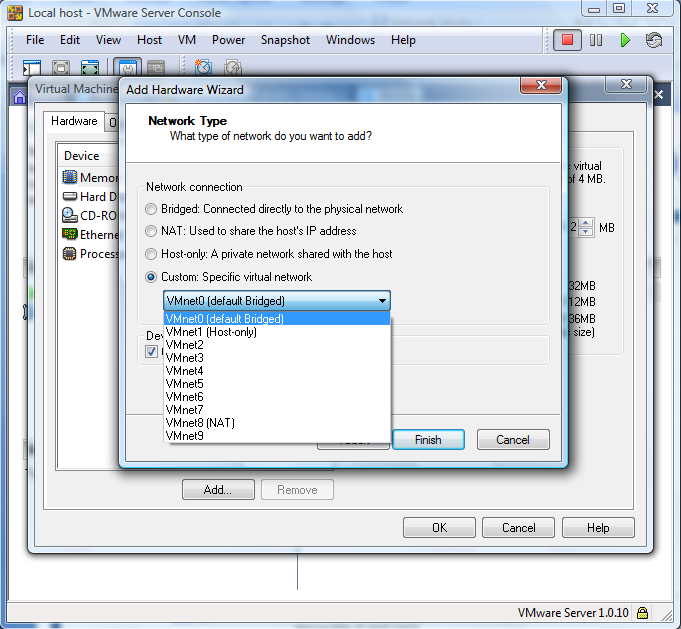 Local host - VMware Server Console
File Edit View Host VM Power Snapshot Windows Help
Virtual Machine
Add Hardware Wizard
Hardware
Network Type
What type of network do you want to add?
Device
virtual
of 4 MB.
Network connection
Bridged: Connected directly to the physical network
NAT: Used to share the host's IP address
Host-only: A private network shared with the host
Custom: Specific virtual network
VMnet0 (default Bridged)
VMnet0 (default Bridged)
VMnet1 (Host-only)
VMnet2
VMnet3
VMnet4
VMnet5
VMnet6
VMnet7
VMnet8 (NAT)
VMnet9
Memor
Hard D
CD-RO
Etherne
Process
2 MB
32MB
12MB
36MB
size)
Dev
Finish Cancel
Add... Remove
OK Cancel Help
VMware Server 1.0.10